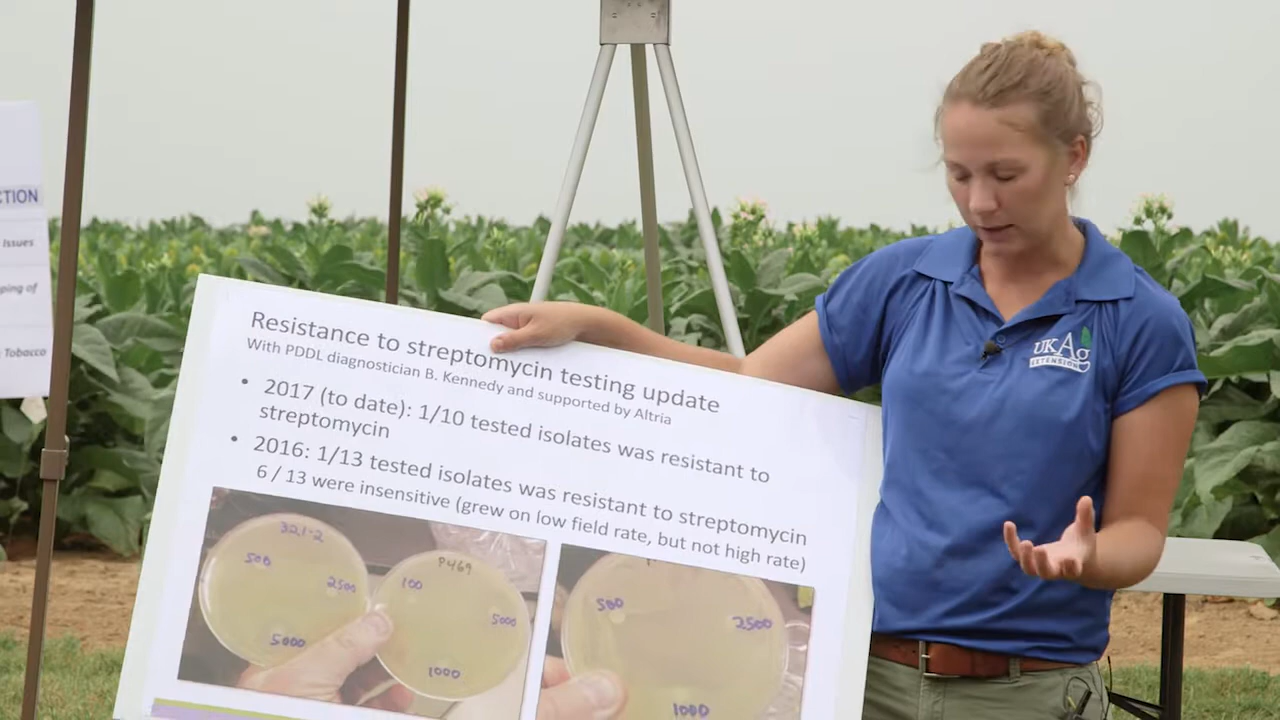 CTION
Issues
ping of
Tobacco
Resistance to streptomycin testing update
With PDDL diagnostician B. Kennedy and supported by Altria
• 2017 (to date): 1/10 tested isolates was resistant to
streptomycin
• 2016: 1/13 tested isolates was resistant to streptomycin
6 / 13 were insensitive (grew on low field rate, but not high rate)
321-2
500
2500
5000
P469
100
5000
1000
500
2500
1000
UKAg
EXTENSION